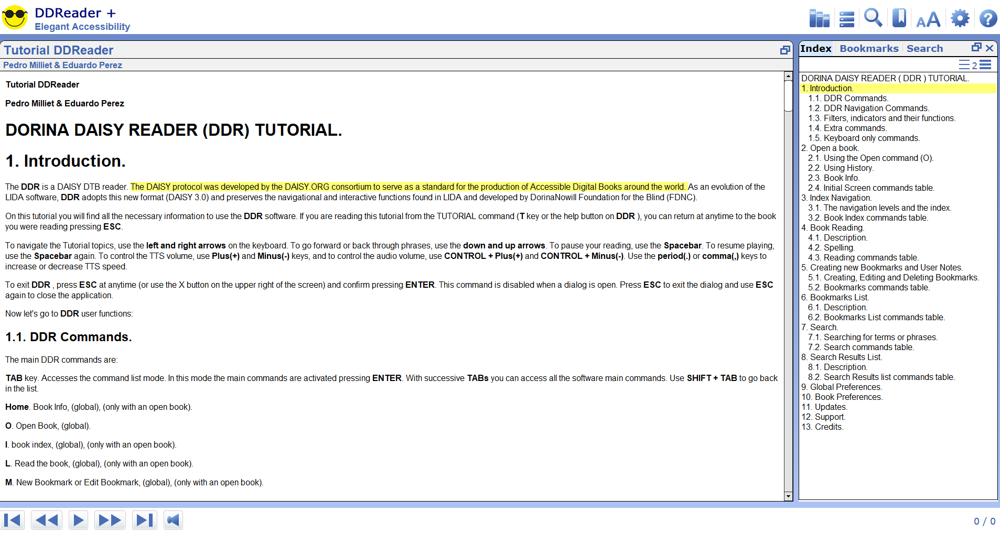 DDReader +
Elegant Accessibility
AA
?
Tutorial DDReader
Pedro Milliet & Eduardo Perez
Tutorial DDReader
Pedro Milliet & Eduardo Perez
DORINA DAISY READER (DDR) TUTORIAL.
1. Introduction.
The DDR is a DAISY DTB reader. The DAISY protocol was developed by the DAISY.ORG consortium to serve as a standard for the production of Accessible Digital Books around the world. As an evolution of the
LIDA software, DDR adopts this new format (DAISY 3.0) and preserves the navigational and interactive functions found in LIDA and developed by DorinaNowill Foundation for the Blind (FDNC).
On this tutorial you will find all the necessary information to use the DDR software. If you are reading this tutorial from the TUTORIAL command (T key or the help button on DDR ), you can return at anytime to the book
you were reading pressing ESC.
To navigate the Tutorial topics, use the left and right arrows on the keyboard. To go forward or back through phrases, use the down and up arrows. To pause your reading, use the Spacebar. To resume playing,
use the Spacebar again. To control the TTS volume, use Plus(+) and Minus(-) keys, and to control the audio volume, use CONTROL + Plus(+) and CONTROL + Minus(-). Use the period(.) or comma(,) keys to
increase or decrease TTS speed.
To exit DDR , press ESC at anytime (or use the X button on the upper right of the screen) and confirm pressing ENTER. This command is disabled when a dialog is open. Press ESC to exit the dialog and use ESC
again to close the application.
Now let's go to DDR user functions:
1.1. DDR Commands.
The main DDR commands are:
TAB key. Accesses the command list mode. In this mode the main commands are activated pressing ENTER. With successive TABs you can access all the software main commands. Use SHIFT + TAB to go back
in the list.
Home. Book Info, (global), (only with an open book).
O. Open Book, (global).
I. book index, (global), (only with an open book).
L. Read the book, (global), (only with an open book).
M. New Bookmark or Edit Bookmark, (global), (only with an open book).
Index Bookmarks Search
2
DORINA DAISY READER ( DDR ) TUTORIAL.
1. Introduction.
1.1. DDR Commands.
1.2. DDR Navigation Commands.
1.3. Filters, indicators and their functions.
1.4. Extra commands.
1.5. Keyboard only commands.
2. Open a book.
2.1. Using the Open command (O).
2.2. Using History.
2.3. Book Info.
2.4. Initial Screen commands table.
3. Index Navigation.
3.1. The navigation levels and the index.
3.2. Book Index commands table.
4. Book Reading.
4.1. Description.
4.2. Spelling.
4.3. Reading commands table.
5. Creating new Bookmarks and User Notes.
5.1. Creating, Editing and Deleting Bookmarks.
5.2. Bookmarks commands table.
6. Bookmarks List.
6.1. Description.
6.2. Bookmarks List commands table.
7. Search.
7.1. Searching for terms or phrases.
7.2. Search commands table.
8. Search Results List.
8.1. Description.
8.2. Search Results list commands table.
9. Global Preferences.
10. Book Preferences.
11. Updates.
12. Support.
13. Credits.
0 / 0